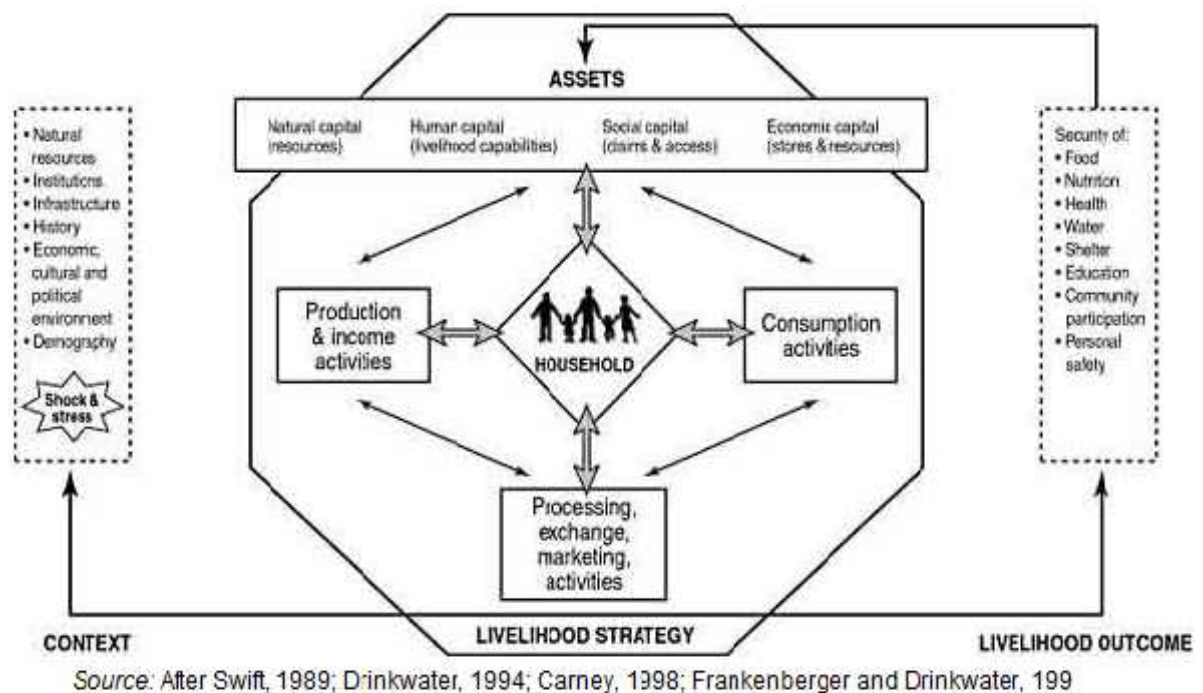 ASSETS
Natural capital
(resources)
Human capital
(livelihood capabilities)
Social capital
(claims & access)
Economic capital
(stores & resources)
• Natural
resources
• Institutions
• Infrastructure
• History
• Economic,
cultural and
political
environment
• Demography
Shock &
stress
Production
& income
activities
HOUSEHOLD
Consumption
activities
Processing,
exchange,
marketing,
activities
Security of:
• Food
• Nutrition
• Health
• Water
• Shelter
• Education
• Community
participation
• Personal
safety
CONTEXT
LIVELIHOOD STRATEGY
LIVELIHOOD OUTCOME
Source: After Swift, 1989; Drinkwater, 1994; Carney, 1998; Frankenberger and Drinkwater, 199